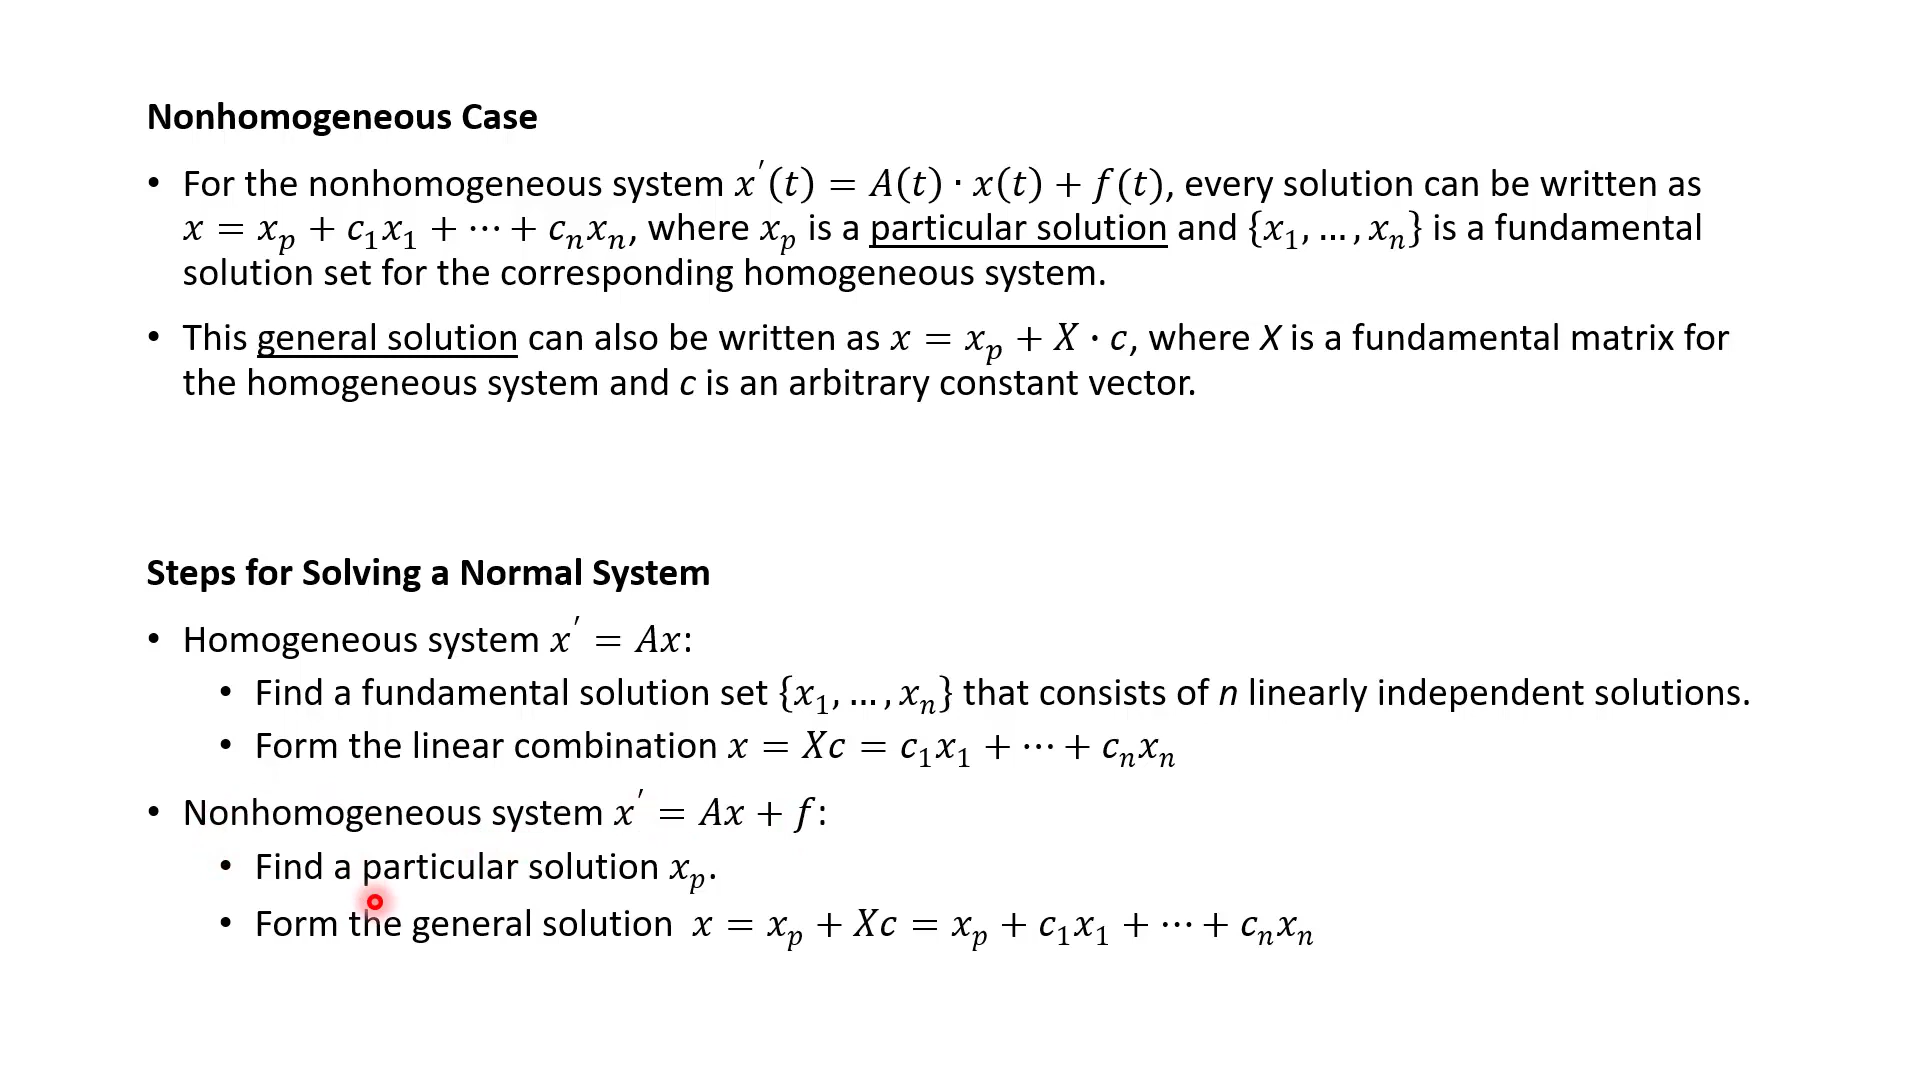 Nonhomogeneous Case
• For the nonhomogeneous system x′(t) = A(t) · x(t) + f(t), every solution can be written as
x = xₚ + c₁x₁ + ⋯ + cₙxₙ, where xₚ is a particular solution and {x₁, … , xₙ} is a fundamental
solution set for the corresponding homogeneous system.
• This general solution can also be written as x = xₚ + X · c, where X is a fundamental matrix for
the homogeneous system and c is an arbitrary constant vector.
Steps for Solving a Normal System
• Homogeneous system x′ = Ax:
• Find a fundamental solution set {x₁, … , xₙ} that consists of n linearly independent solutions.
• Form the linear combination x = Xc = c₁x₁ + ⋯ + cₙxₙ
• Nonhomogeneous system x′ = Ax + f:
• Find a particular solution xₚ.
• Form the general solution x = xₚ + Xc = xₚ + c₁x₁ + ⋯ + cₙxₙ